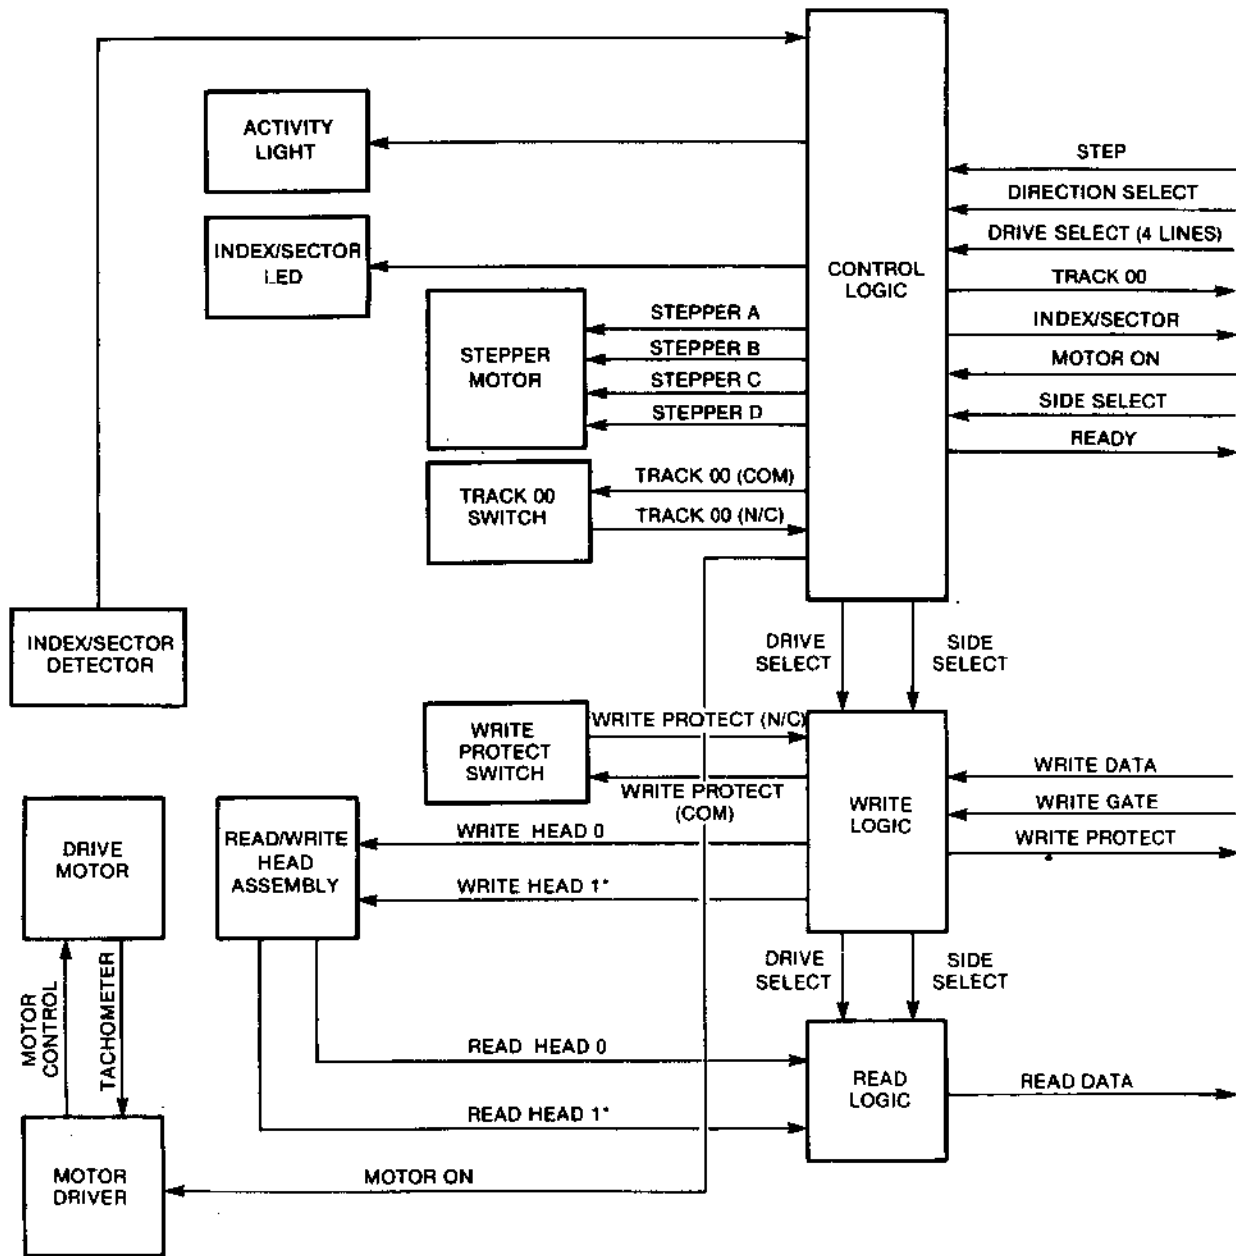 ACTIVITY
LIGHT
INDEX/SECTOR
LED
STEPPER
MOTOR
STEPPER A
STEPPER B
STEPPER C
STEPPER D
TRACK 00
SWITCH
TRACK 00 (COM)
TRACK 00 (N/C)
CONTROL
LOGIC
STEP
DIRECTION SELECT
DRIVE SELECT (4 LINES)
TRACK 00
INDEX/SECTOR
MOTOR ON
SIDE SELECT
READY
INDEX/SECTOR
DETECTOR
DRIVE
SELECT
SIDE
SELECT
WRITE
PROTECT
SWITCH
WRITE PROTECT (N/C)
WRITE PROTECT
(COM)
WRITE
LOGIC
WRITE DATA
WRITE GATE
WRITE PROTECT
DRIVE
MOTOR
READ/WRITE
HEAD
ASSEMBLY
WRITE HEAD 0
WRITE HEAD 1*
DRIVE
SELECT
SIDE
SELECT
MOTOR
CONTROL
TACHOMETER
READ HEAD 0
READ HEAD 1*
READ
LOGIC
READ DATA
MOTOR
DRIVER
MOTOR ON